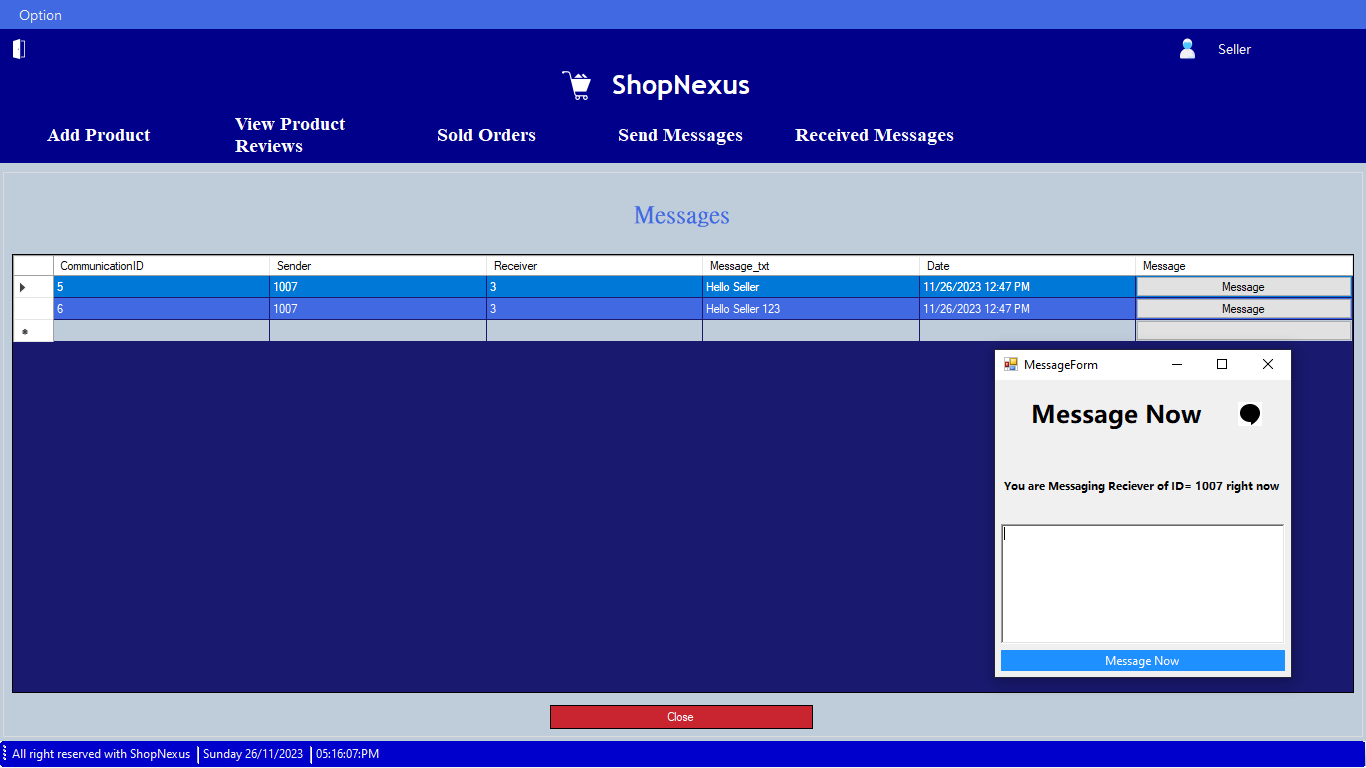 Option
Seller
ShopNexus
Add Product
View Product
Reviews
Sold Orders
Send Messages
Received Messages
Messages
CommunicationID Sender Receiver Message_txt Date Message
5 1007 3 Hello Seller 11/26/2023 12:47 PM Message
6 1007 3 Hello Seller 123 11/26/2023 12:47 PM Message
MessageForm
Message Now
You are Messaging Reciever of ID= 1007 right now
Message Now
Close
All right reserved with ShopNexus Sunday 26/11/2023 05:16:07:PM